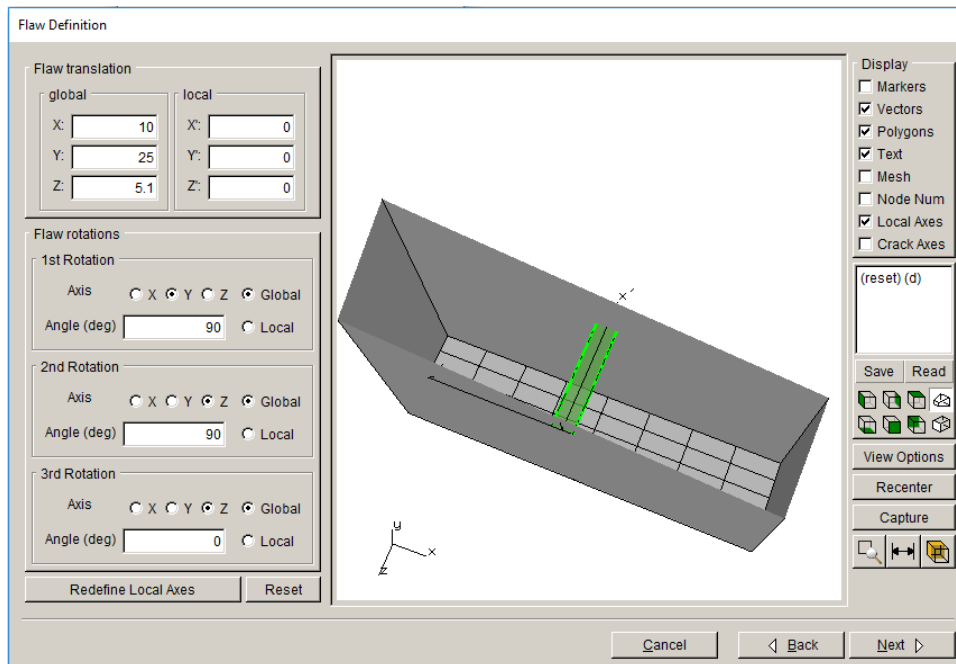 Flaw Definition
Flaw translation
global
X: 10
Y: 25
Z: 5.1
local
X': 0
Y': 0
Z': 0
Flaw rotations
1st Rotation
Axis X Y Z Global
Angle (deg) 90 Local
2nd Rotation
Axis X Y Z Global
Angle (deg) 90 Local
3rd Rotation
Axis X Y Z Global
Angle (deg) 0 Local
Redefine Local Axes Reset
x'
y
x
z
Display
Markers
Vectors
Polygons
Text
Mesh
Node Num
Local Axes
Crack Axes
(reset) (d)
Save Read
View Options
Recenter
Capture
Cancel Back Next